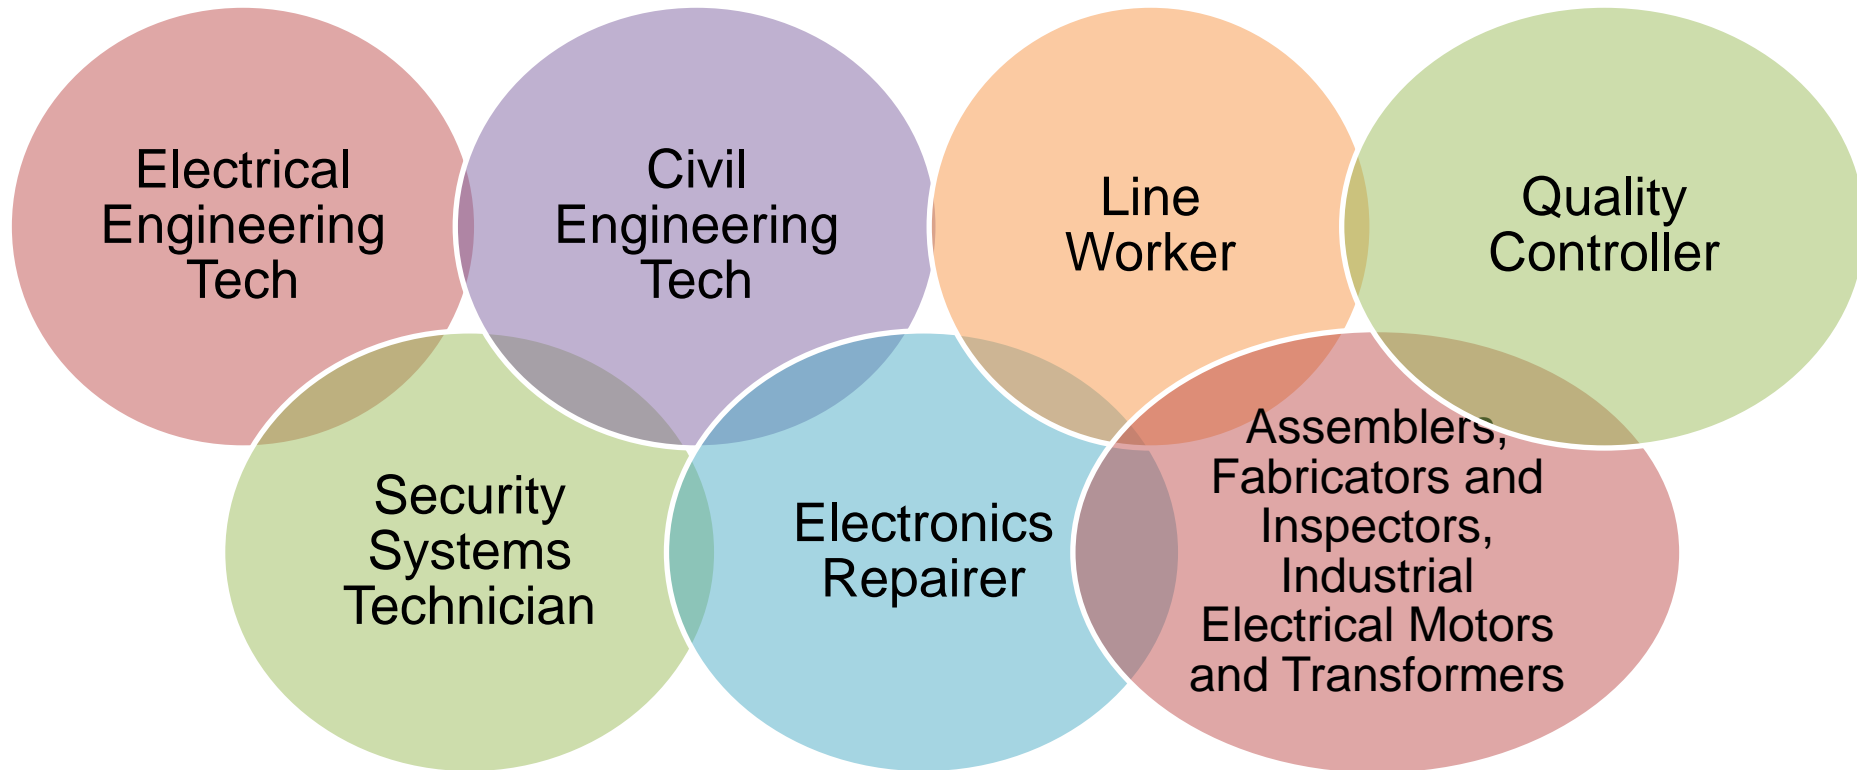 Electrical
Engineering
Tech
Civil
Engineering
Tech
Line
Worker
Quality
Controller
Security
Systems
Technician
Electronics
Repairer
Assemblers,
Fabricators and
Inspectors,
Industrial
Electrical Motors
and Transformers